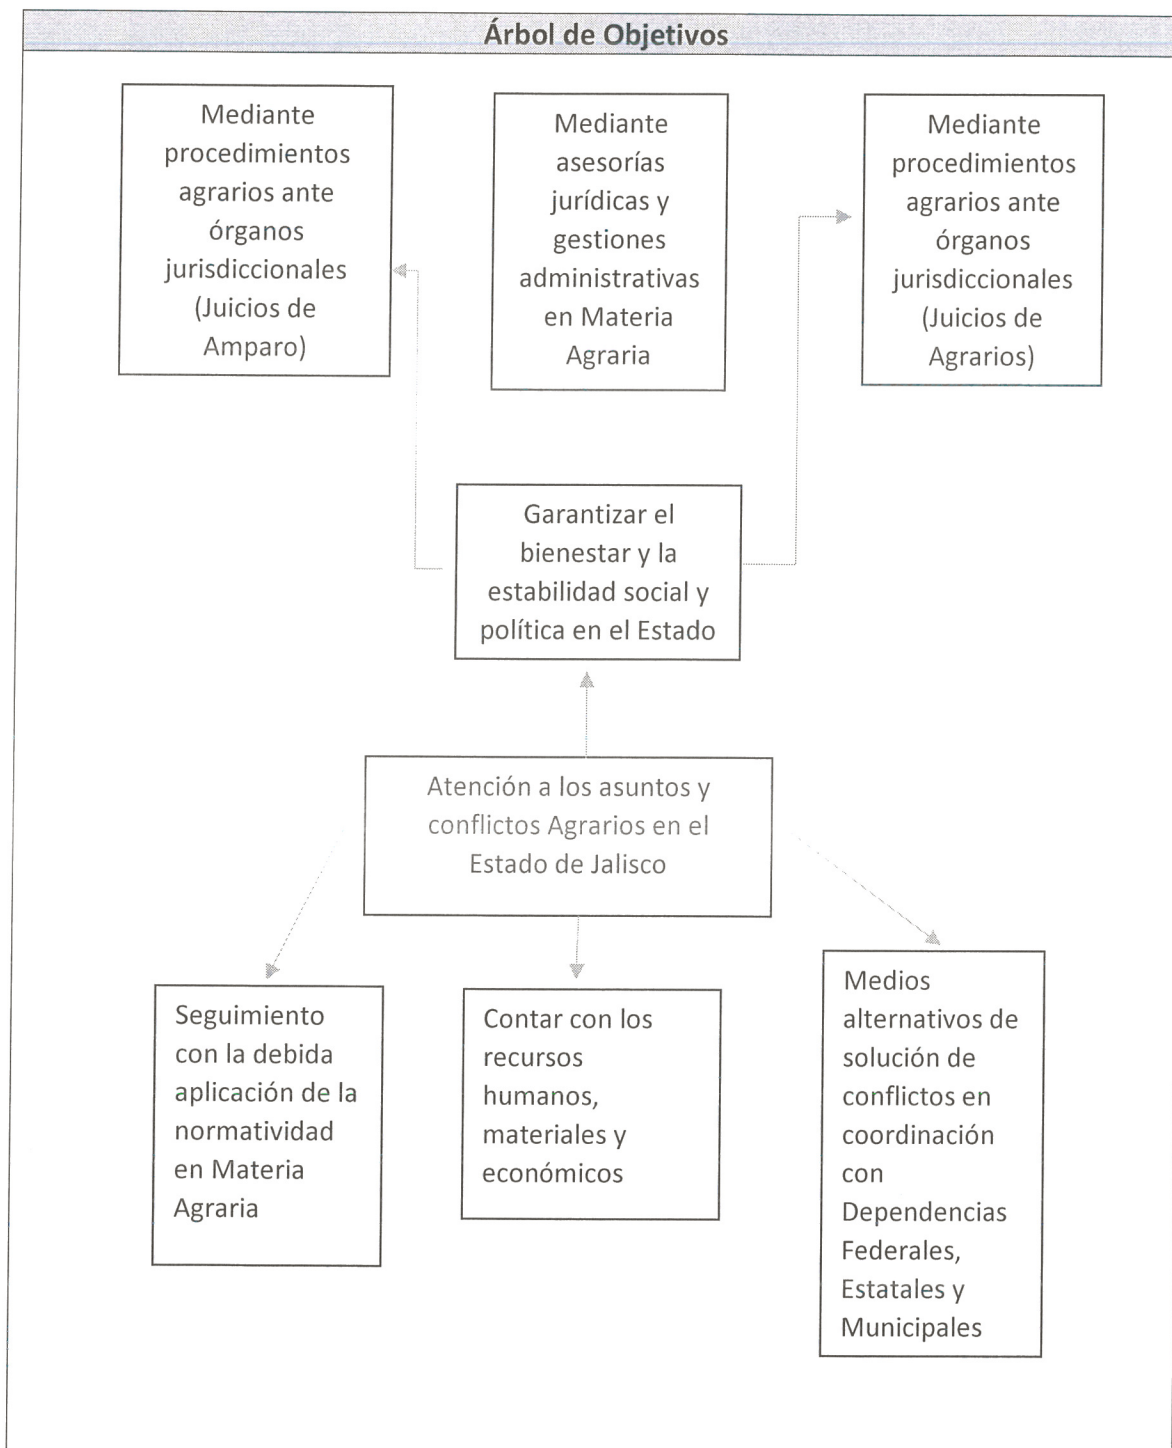 Árbol de Objetivos
Mediante
procedimientos
agrarios ante
órganos
jurisdiccionales
(Juicios de
Amparo)
Mediante
asesorías
jurídicas y
gestiones
administrativas
en Materia
Agraria
Mediante
procedimientos
agrarios ante
órganos
jurisdiccionales
(Juicios de
Agrarios)
Garantizar el
bienestar y la
estabilidad social y
política en el Estado
Atención a los asuntos y
conflictos Agrarios en el
Estado de Jalisco
Seguimiento
con la debida
aplicación de la
normatividad
en Materia
Agraria
Contar con los
recursos
humanos,
materiales y
económicos
Medios
alternativos de
solución de
conflictos en
coordinación
con
Dependencias
Federales,
Estatales y
Municipales